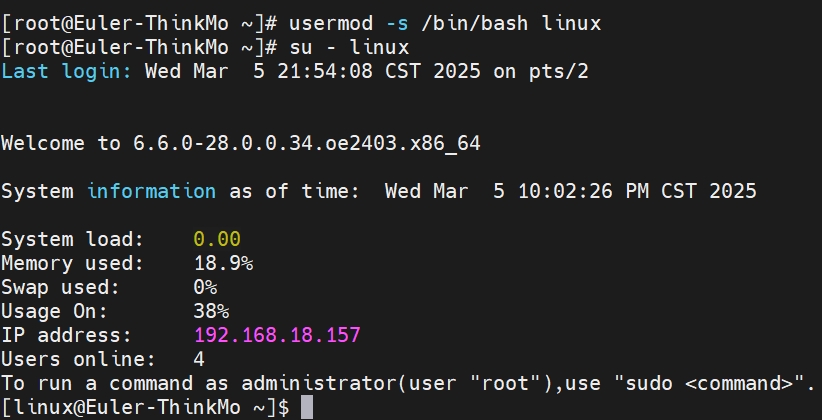 [root@Euler-ThinkMo ~]# usermod -s /bin/bash linux
[root@Euler-ThinkMo ~]# su - linux
Last login: Wed Mar  5 21:54:08 CST 2025 on pts/2
Welcome to 6.6.0-28.0.0.34.oe2403.x86_64
System information as of time:  Wed Mar  5 10:02:26 PM CST 2025
System load:    0.00
Memory used:    18.9%
Swap used:      0%
Usage On:       38%
IP address:     192.168.18.157
Users online:   4
To run a command as administrator(user "root"),use "sudo <command>".
[linux@Euler-ThinkMo ~]$